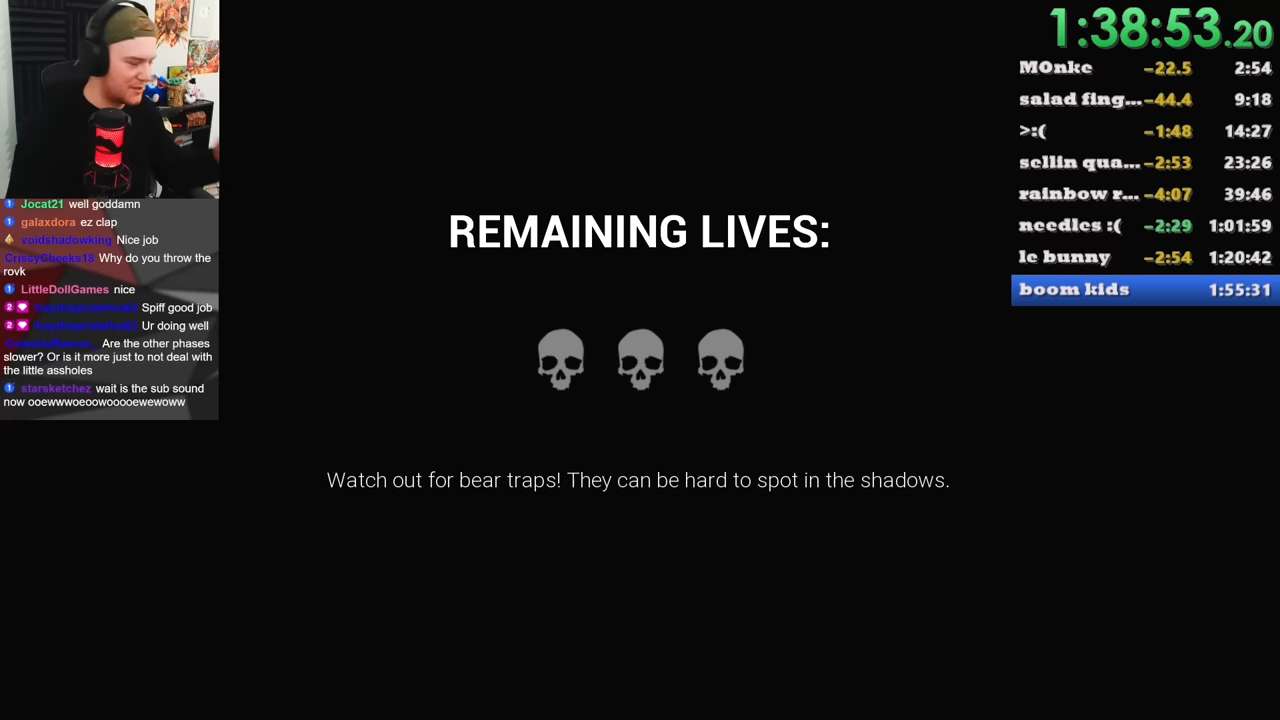 1:38:53.20
MOnke -22.5 2:54
salad fing... -44.4 9:18
>:( -1:48 14:27
sellin qua... -2:53 23:26
rainbow r... -4:07 39:46
needles :( -2:29 1:01:59
le bunny -2:54 1:20:42
boom kids 1:55:31
Jocat21 well goddamn
galaxdora ez clap
voidshadowking Nice job
CrissyCheeks18 Why do you throw the
rovk
LittleDollGames nice
Spiff good job
Ur doing well
Are the other phases
slower? Or is it more just to not deal with
the little assholes
starsketchez wait is the sub sound
now ooewwwoeoowooooewewoww
REMAINING LIVES:
Watch out for bear traps! They can be hard to spot in the shadows.